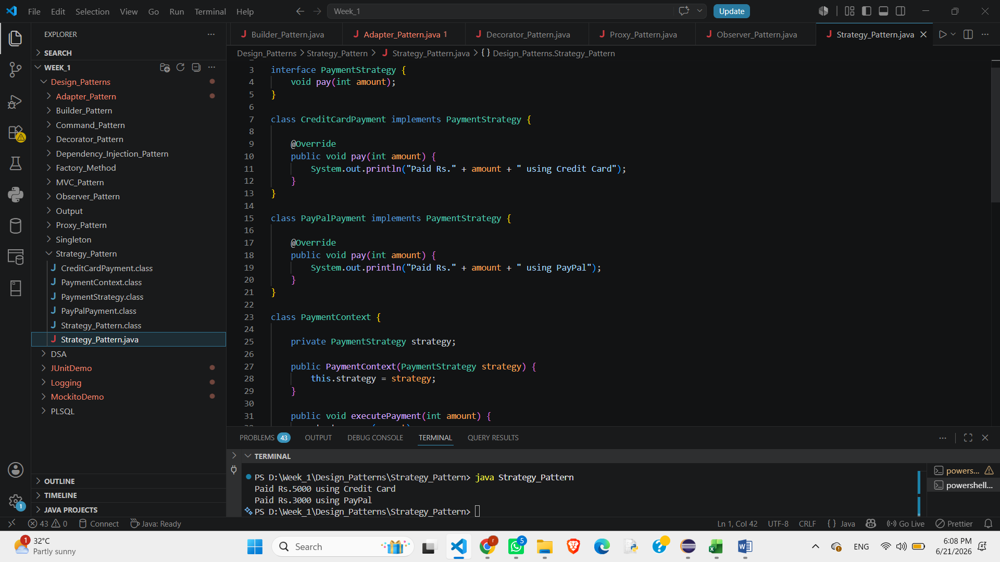 File Edit Selection View Go Run Terminal Help
Week_1
Update
EXPLORER
SEARCH
WEEK_1
Design_Patterns
Adapter_Pattern
Builder_Pattern
Command_Pattern
Decorator_Pattern
Dependency_Injection_Pattern
Factory_Method
MVC_Pattern
Observer_Pattern
Output
Proxy_Pattern
Singleton
Strategy_Pattern
J CreditCardPayment.class
J PaymentContext.class
J PaymentStrategy.class
J PayPalPayment.class
J Strategy_Pattern.class
J Strategy_Pattern.java
DSA
JUnitDemo
Logging
MockitoDemo
PLSQL
OUTLINE
TIMELINE
JAVA PROJECTS
1
J Builder_Pattern.java
J Adapter_Pattern.java 1
J Decorator_Pattern.java
J Proxy_Pattern.java
J Observer_Pattern.java
J Strategy_Pattern.java
Design_Patterns > Strategy_Pattern > J Strategy_Pattern.java > {} Design_Patterns.Strategy_Pattern
3 interface PaymentStrategy {
4 void pay(int amount);
5 }
6
7 class CreditCardPayment implements PaymentStrategy {
8
9 @Override
10 public void pay(int amount) {
11 System.out.println("Paid Rs." + amount + " using Credit Card");
12 }
13 }
14
15 class PayPalPayment implements PaymentStrategy {
16
17 @Override
18 public void pay(int amount) {
19 System.out.println("Paid Rs." + amount + " using PayPal");
20 }
21 }
22
23 class PaymentContext {
24
25 private PaymentStrategy strategy;
26
27 public PaymentContext(PaymentStrategy strategy) {
28 this.strategy = strategy;
29 }
30
31 public void executePayment(int amount) {
PROBLEMS 43 OUTPUT DEBUG CONSOLE TERMINAL QUERY RESULTS
TERMINAL
PS D:\Week_1\Design_Patterns\Strategy_Pattern> java Strategy_Pattern
Paid Rs.5000 using Credit Card
Paid Rs.3000 using PayPal
PS D:\Week_1\Design_Patterns\Strategy_Pattern>
powers...
powershell...
43 0 Connect Java: Ready
Ln 1, Col 42 UTF-8 CRLF {} Java Go Live Prettier
1
32°C
Partly sunny
Search
r
5
ENG
6:08 PM
6/21/2026